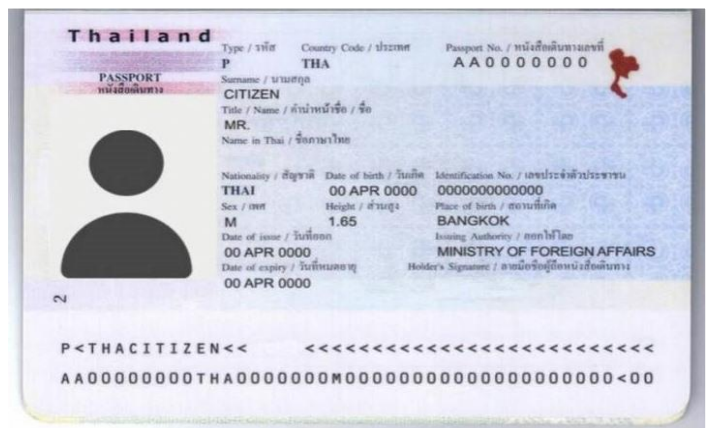 Thailand
Type / รหัส Country Code / ประเทศ Passport No. / หนังสือเดินทางเลขที่
P THA AA0000000
PASSPORT
หนังสือเดินทาง
Surname / นามสกุล
CITIZEN
Title / Name / คำนำหน้าชื่อ / ชื่อ
MR.
Name in Thai / ชื่อภาษาไทย
Nationality / สัญชาติ Date of birth / วันเกิด Identification No. / เลขประจำตัวประชาชน
THAI 00 APR 0000 0000000000000
Sex / เพศ Height / ส่วนสูง Place of birth / สถานที่เกิด
M 1.65 BANGKOK
Date of issue / วันที่ออก Issuing Authority / ออกให้โดย
00 APR 0000 MINISTRY OF FOREIGN AFFAIRS
Date of expiry / วันที่หมดอายุ Holder's Signature / ลายมือชื่อผู้ถือหนังสือเดินทาง
00 APR 0000
2
P<THACITIZEN<< <<<<<<<<<<<<<<<<<<<<<<<<<<
AA00000000THA0000000M0000000000000000000000<00